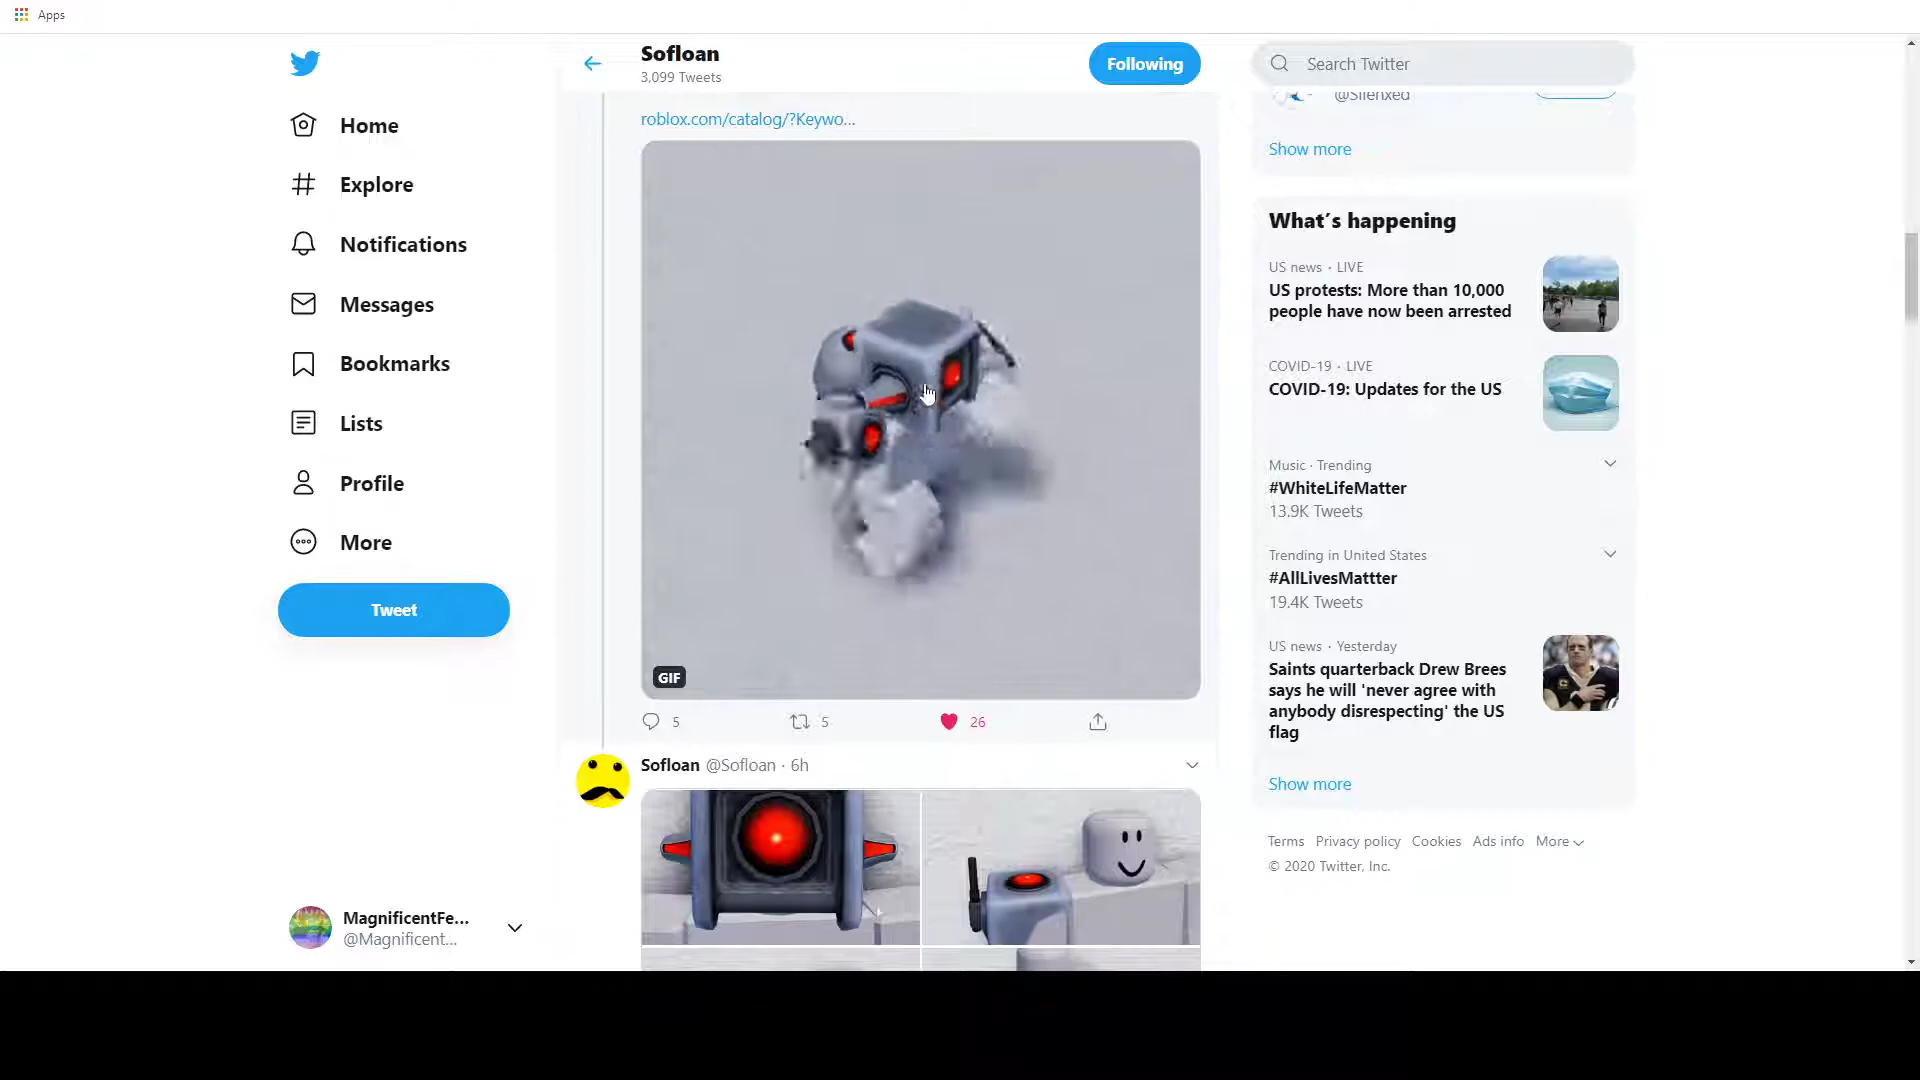 Apps
Sofloan
3,099 Tweets
Following
Search Twitter
Home
Explore
Notifications
Messages
Bookmarks
Lists
Profile
More
Tweet
MagnificentFe...
@Magnificent...
roblox.com/catalog/?Keywo...
GIF
5
5
26
Sofloan @Sofloan · 6h
@Silenxed
Show more
What's happening
US news · LIVE
US protests: More than 10,000
people have now been arrested
COVID-19 · LIVE
COVID-19: Updates for the US
Music · Trending
#WhiteLifeMatter
13.9K Tweets
Trending in United States
#AllLivesMattter
19.4K Tweets
US news · Yesterday
Saints quarterback Drew Brees
says he will 'never agree with
anybody disrespecting' the US
flag
Show more
Terms Privacy policy Cookies Ads info More
© 2020 Twitter, Inc.